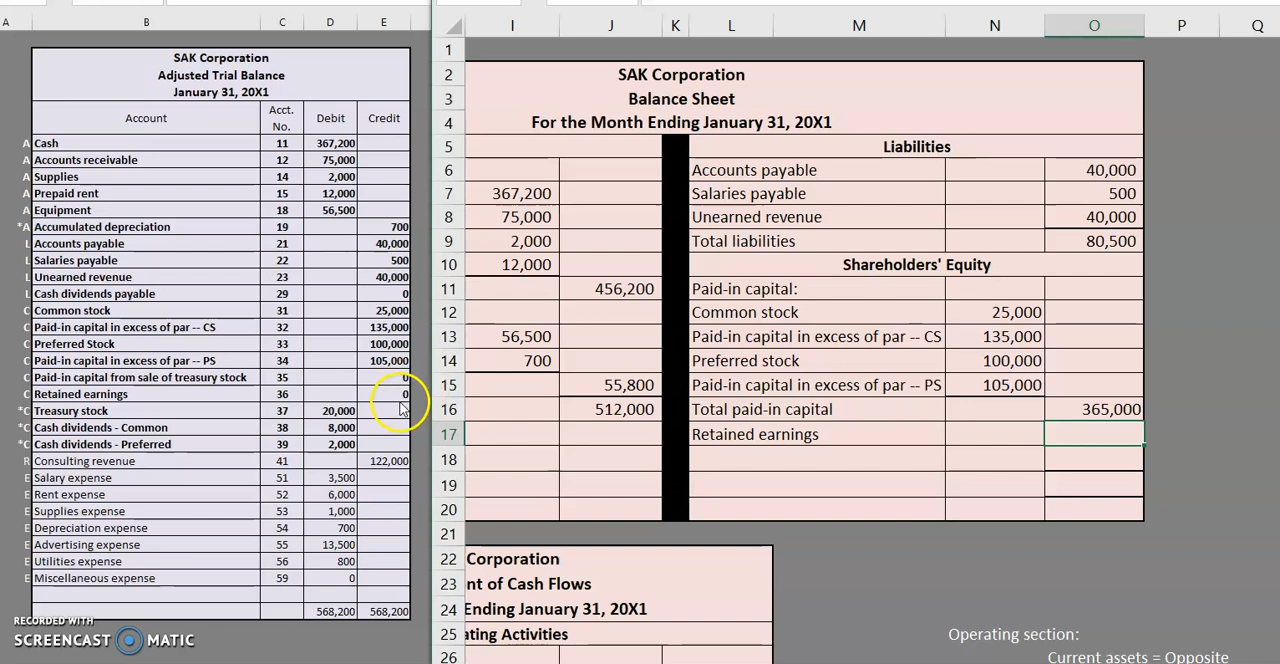 A B C D E
SAK Corporation
Adjusted Trial Balance
January 31, 20X1
Account Acct. No. Debit Credit
A Cash 11 367,200
A Accounts receivable 12 75,000
A Supplies 14 2,000
A Prepaid rent 15 12,000
A Equipment 18 56,500
*A Accumulated depreciation 19 700
L Accounts payable 21 40,000
L Salaries payable 22 500
L Unearned revenue 23 40,000
L Cash dividends payable 29 0
C Common stock 31 25,000
C Paid-in capital in excess of par -- CS 32 135,000
C Preferred Stock 33 100,000
C Paid-in capital in excess of par -- PS 34 105,000
C Paid-in capital from sale of treasury stock 35 0
C Retained earnings 36 0
*C Treasury stock 37 20,000
*C Cash dividends - Common 38 8,000
*C Cash dividends - Preferred 39 2,000
R Consulting revenue 41 122,000
E Salary expense 51 3,500
E Rent expense 52 6,000
E Supplies expense 53 1,000
E Depreciation expense 54 700
E Advertising expense 55 13,500
E Utilities expense 56 800
E Miscellaneous expense 59 0
568,200 568,200
RECORDED WITH
SCREENCAST MATIC
I J K L M N O P Q
1
2 SAK Corporation
3 Balance Sheet
4 For the Month Ending January 31, 20X1
5 Liabilities
6 Accounts payable 40,000
7 367,200 Salaries payable 500
8 75,000 Unearned revenue 40,000
9 2,000 Total liabilities 80,500
10 12,000 Shareholders' Equity
11 456,200 Paid-in capital:
12 Common stock 25,000
13 56,500 Paid-in capital in excess of par -- CS 135,000
14 700 Preferred stock 100,000
15 55,800 Paid-in capital in excess of par -- PS 105,000
16 512,000 Total paid-in capital 365,000
17 Retained earnings
18
19
20
21
22 Corporation
23 nt of Cash Flows
24 Ending January 31, 20X1
25 ating Activities Operating section:
26 Current assets = Opposite